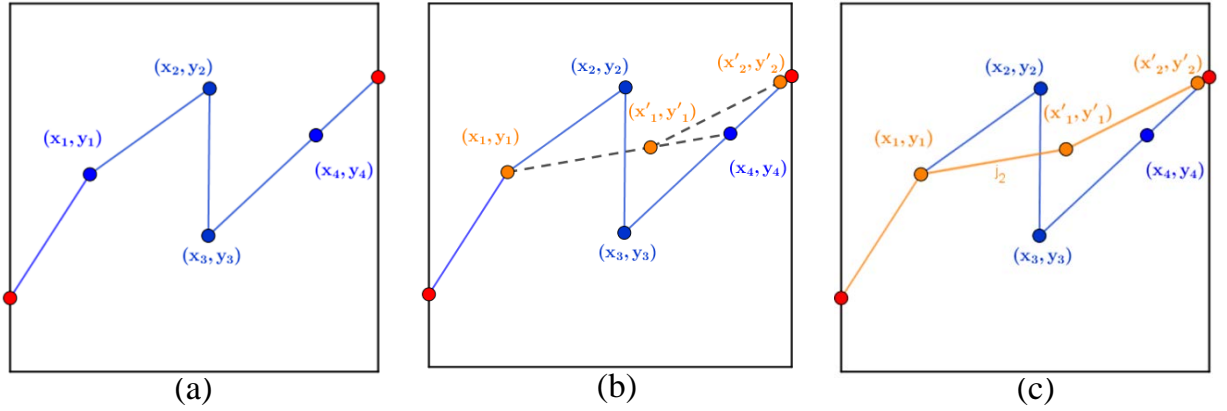 (x₂, y₂)
(x₁, y₁)
(x₄, y₄)
(x₃, y₃)
(a)
(x'₂, y'₂)
(x₂, y₂)
(x'₁, y'₁)
(x₁, y₁)
(x₄, y₄)
(x₃, y₃)
(b)
(x'₂, y'₂)
(x₂, y₂)
(x'₁, y'₁)
(x₁, y₁)
j₂
(x₄, y₄)
(x₃, y₃)
(c)